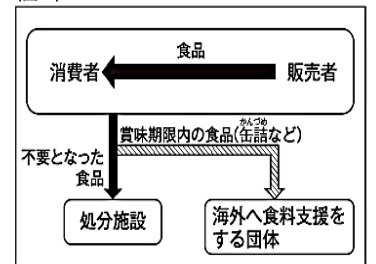 食品
消費者
販売者
かんづめ
賞味期限内の食品(缶詰など)
不要となった
食品
処分施設
海外へ食料支援を
する団体